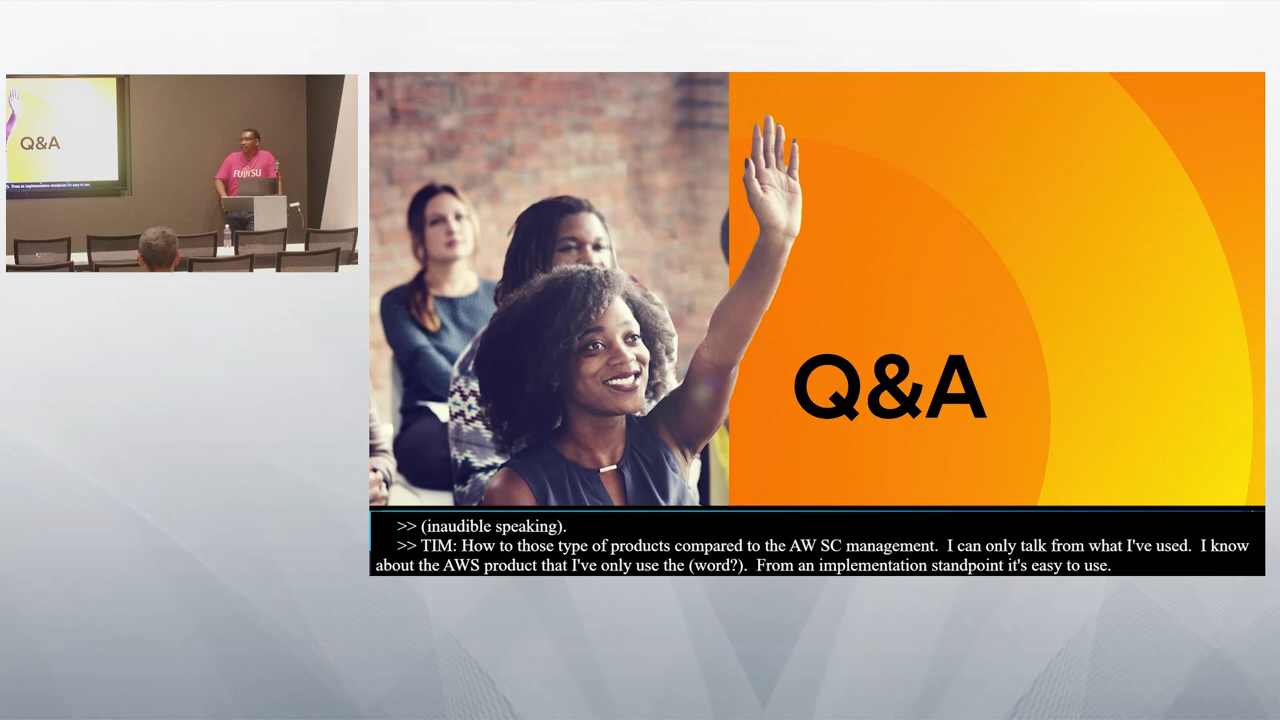 Q&A
FUJITSU
Q&A
>> (inaudible speaking).
>> TIM: How to those type of products compared to the AW SC management. I can only talk from what I've used. I know
about the AWS product that I've only use the (word?). From an implementation standpoint it's easy to use.